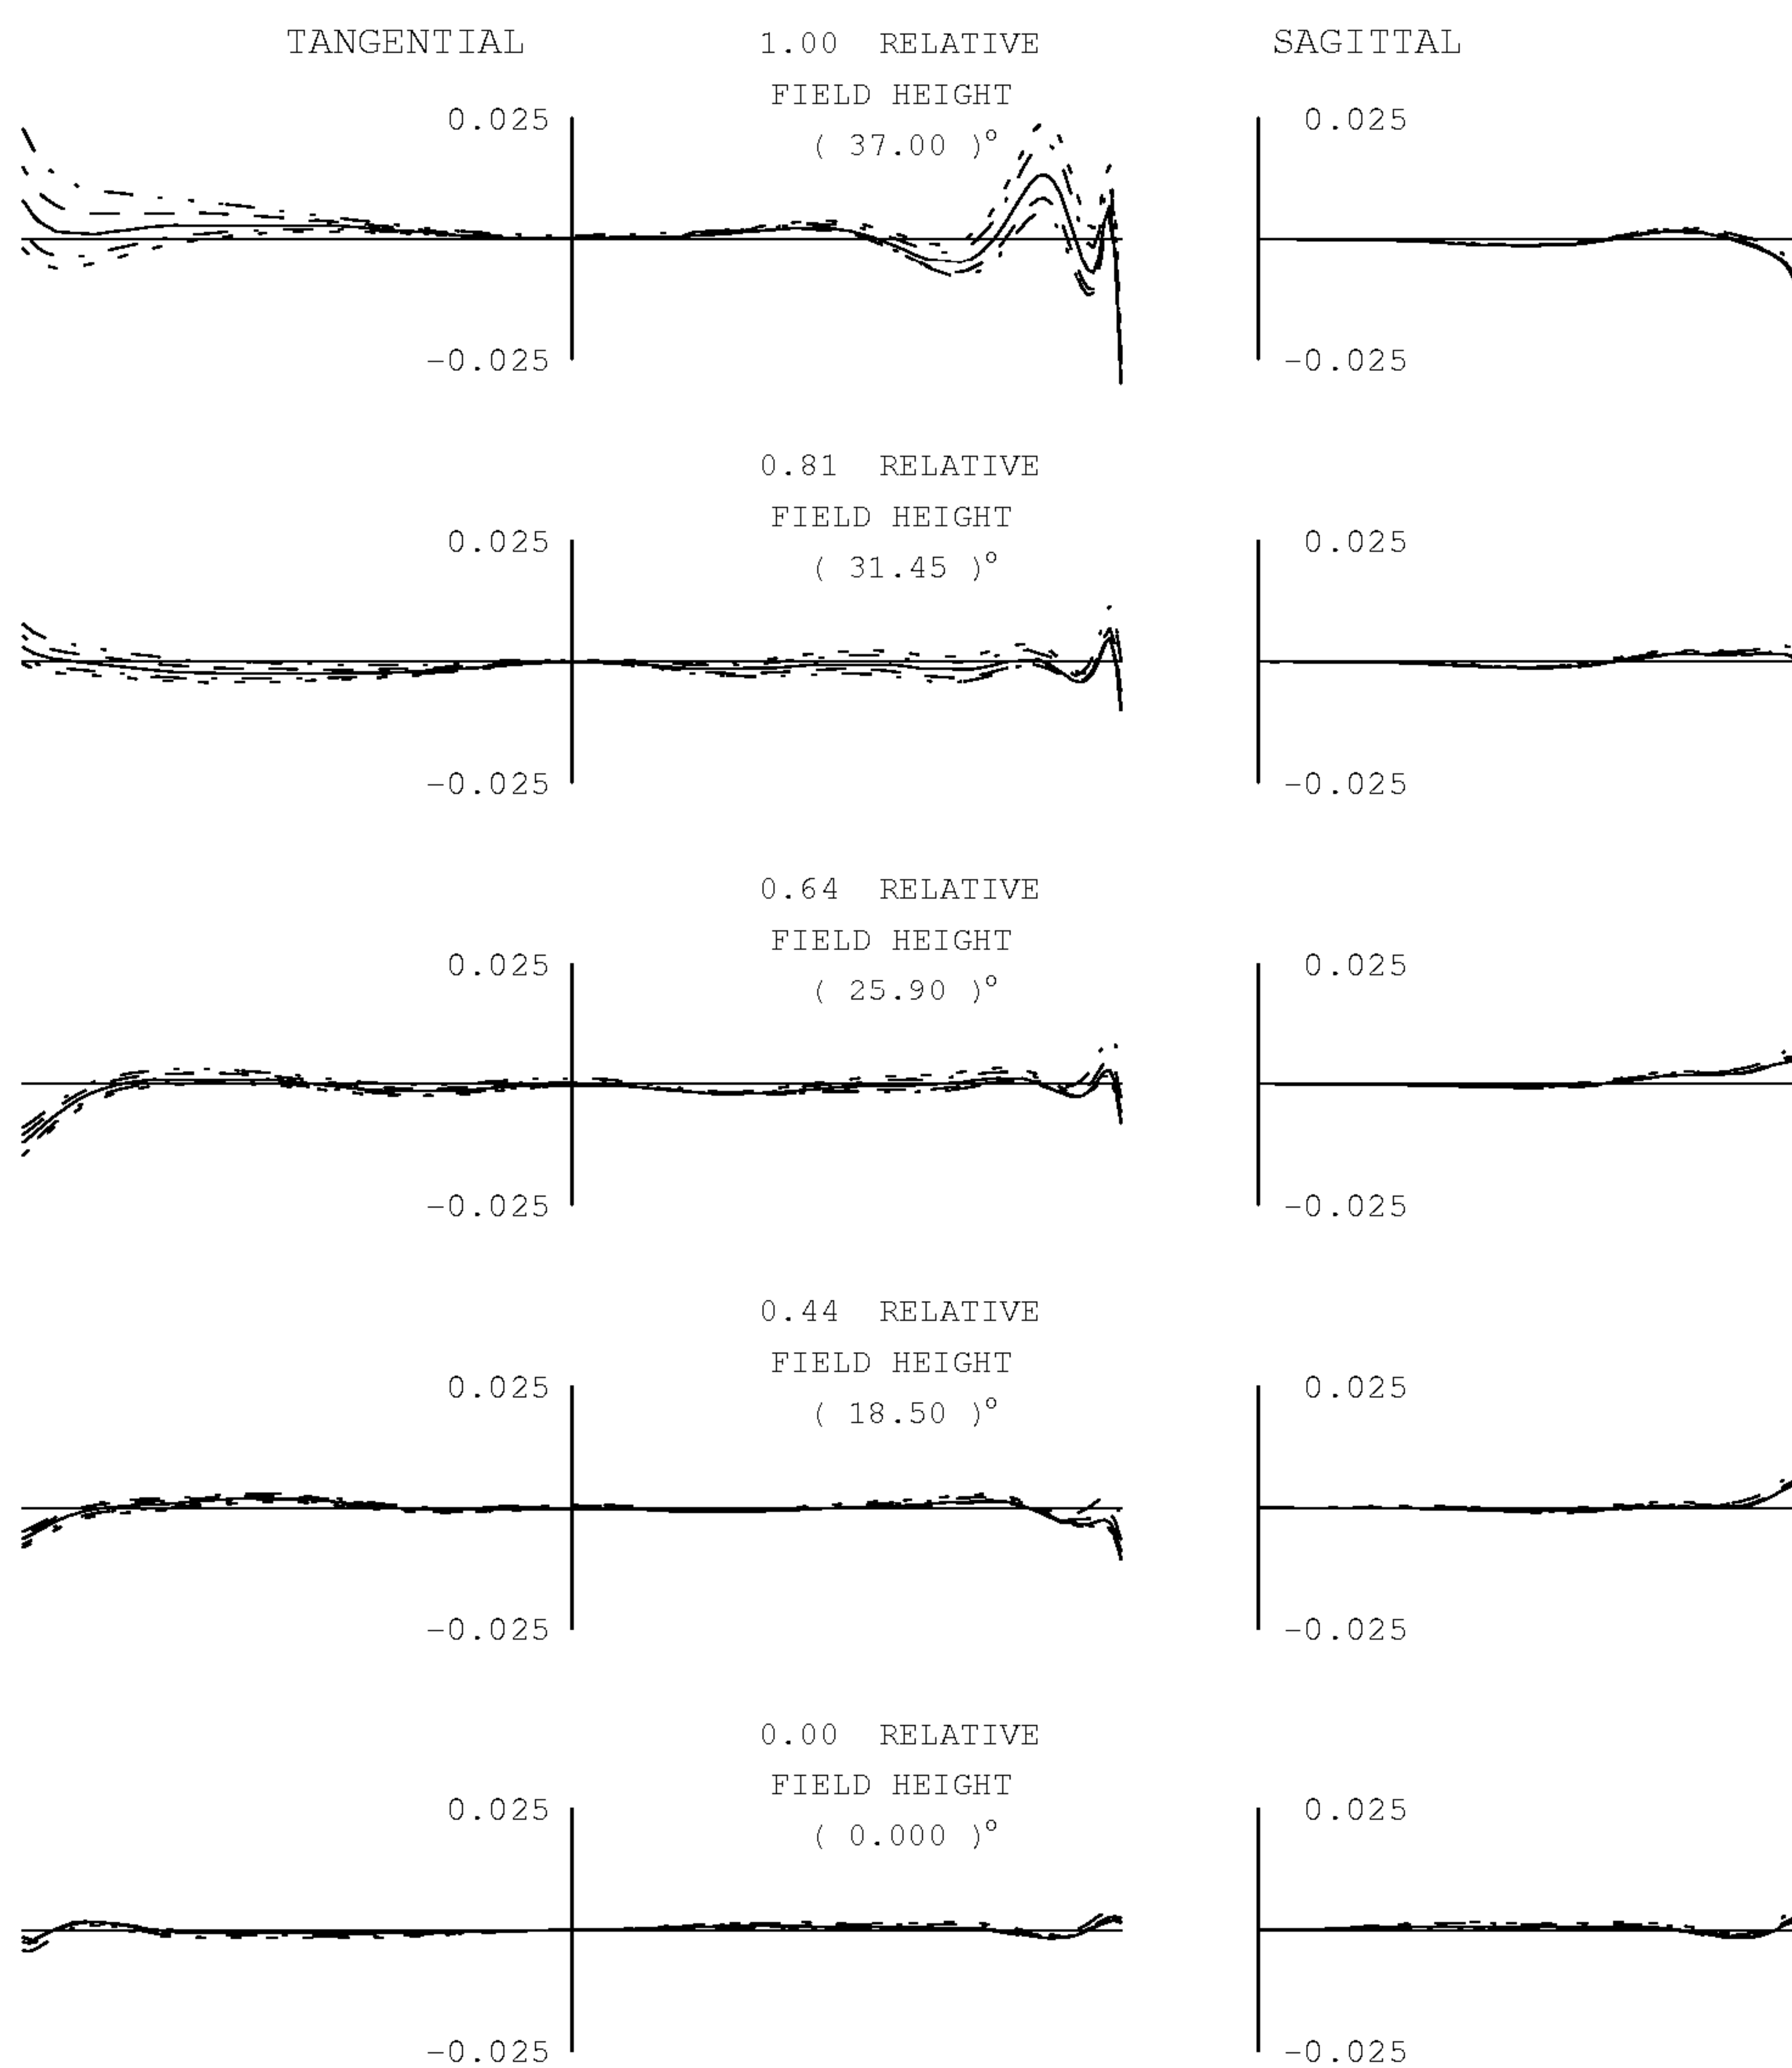 TANGENTIAL 1.00 RELATIVE SAGITTAL
FIELD HEIGHT
0.025 ( 37.00 )° 0.025
-0.025 -0.025
0.81 RELATIVE
FIELD HEIGHT
0.025 ( 31.45 )° 0.025
-0.025 -0.025
0.64 RELATIVE
FIELD HEIGHT
0.025 ( 25.90 )° 0.025
-0.025 -0.025
0.44 RELATIVE
FIELD HEIGHT
0.025 ( 18.50 )° 0.025
-0.025 -0.025
0.00 RELATIVE
FIELD HEIGHT
0.025 ( 0.000 )° 0.025
-0.025 -0.025